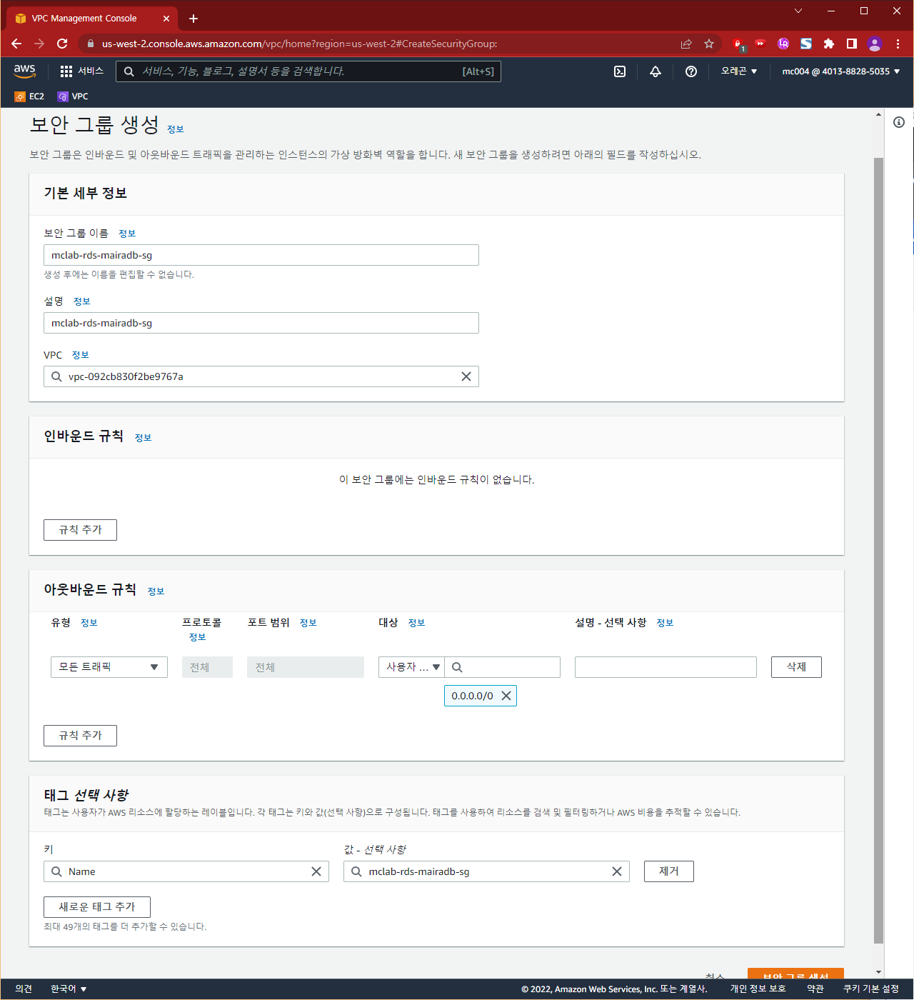 VPC Management Console
us-west-2.console.aws.amazon.com/vpc/home?region=us-west-2#CreateSecurityGroup:
1
aws
서비스
서비스, 기능, 블로그, 설명서 등을 검색합니다.
[Alt+S]
오레곤
mc004 @ 4013-8828-5035
EC2
VPC
보안 그룹 생성 정보
보안 그룹은 인바운드 및 아웃바운드 트래픽을 관리하는 인스턴스의 가상 방화벽 역할을 합니다. 새 보안 그룹을 생성하려면 아래의 필드를 작성하십시오.
기본 세부 정보
보안 그룹 이름 정보
mclab-rds-mairadb-sg
생성 후에는 이름을 편집할 수 없습니다.
설명 정보
mclab-rds-mairadb-sg
VPC 정보
vpc-092cb830f2be9767a
인바운드 규칙 정보
이 보안 그룹에는 인바운드 규칙이 없습니다.
규칙 추가
아웃바운드 규칙 정보
유형 정보
프로토콜 정보
포트 범위 정보
대상 정보
설명 - 선택 사항 정보
모든 트래픽
전체
전체
사용자 ...
삭제
0.0.0.0/0
규칙 추가
태그 선택 사항
태그는 사용자가 AWS 리소스에 할당하는 레이블입니다. 각 태그는 키와 값(선택 사항)으로 구성됩니다. 태그를 사용하여 리소스를 검색 및 필터링하거나 AWS 비용을 추적할 수 있습니다.
키
값 - 선택 사항
Name
mclab-rds-mairadb-sg
제거
새로운 태그 추가
최대 49개의 태그를 더 추가할 수 있습니다.
취소
보안 그룹 생성
의견
한국어
© 2022, Amazon Web Services, Inc. 또는 계열사.
개인 정보 보호
약관
쿠키 기본 설정